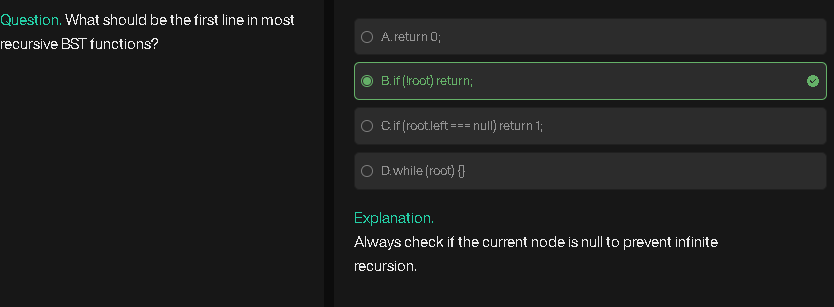 Question. What should be the first line in most
recursive BST functions?
A. return 0;
B. if (!root) return;
C. if (root.left === null) return 1;
D. while (root) {}
Explanation.
Always check if the current node is null to prevent infinite
recursion.